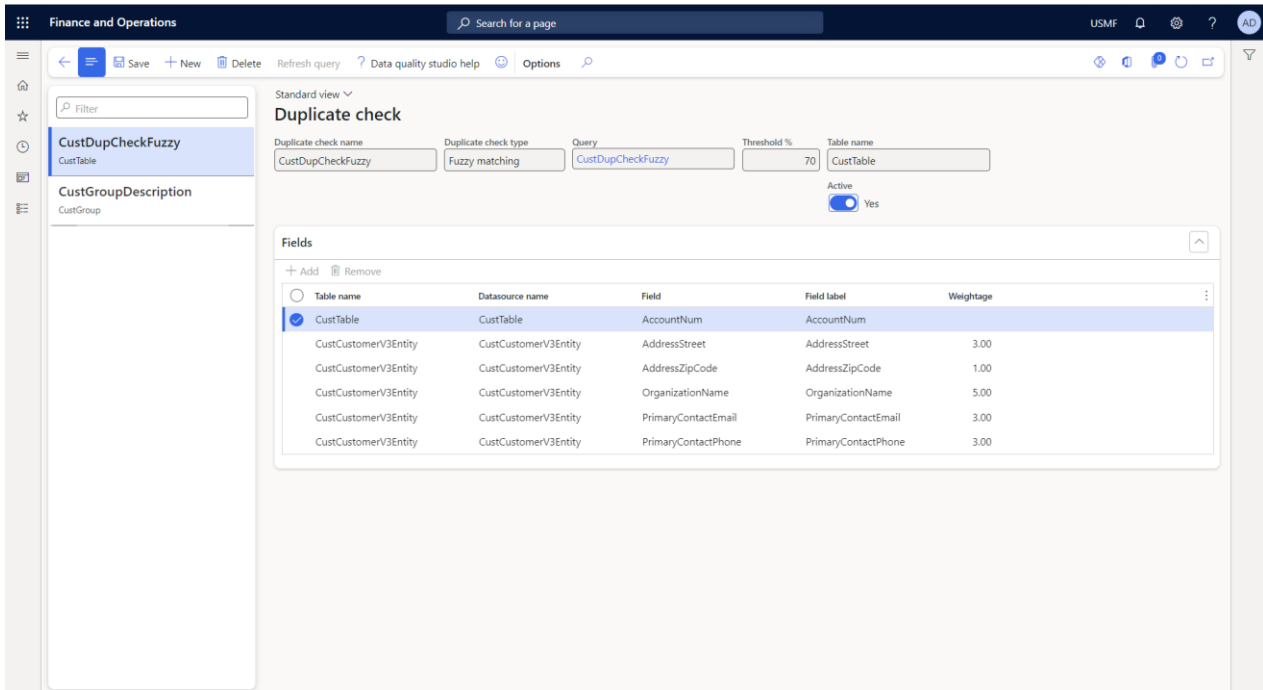 Finance and Operations
Search for a page
USMF
?
AD
Save
New
Delete
Refresh query
? Data quality studio help
Options
0
Filter
CustDupCheckFuzzy
CustTable
CustGroupDescription
CustGroup
Standard view
Duplicate check
Duplicate check name Duplicate check type Query Threshold % Table name
CustDupCheckFuzzy Fuzzy matching CustDupCheckFuzzy 70 CustTable
Active
Yes
Fields
Add Remove
Table name Datasource name Field Field label Weightage
CustTable CustTable AccountNum AccountNum
CustCustomerV3Entity CustCustomerV3Entity AddressStreet AddressStreet 3.00
CustCustomerV3Entity CustCustomerV3Entity AddressZipCode AddressZipCode 1.00
CustCustomerV3Entity CustCustomerV3Entity OrganizationName OrganizationName 5.00
CustCustomerV3Entity CustCustomerV3Entity PrimaryContactEmail PrimaryContactEmail 3.00
CustCustomerV3Entity CustCustomerV3Entity PrimaryContactPhone PrimaryContactPhone 3.00